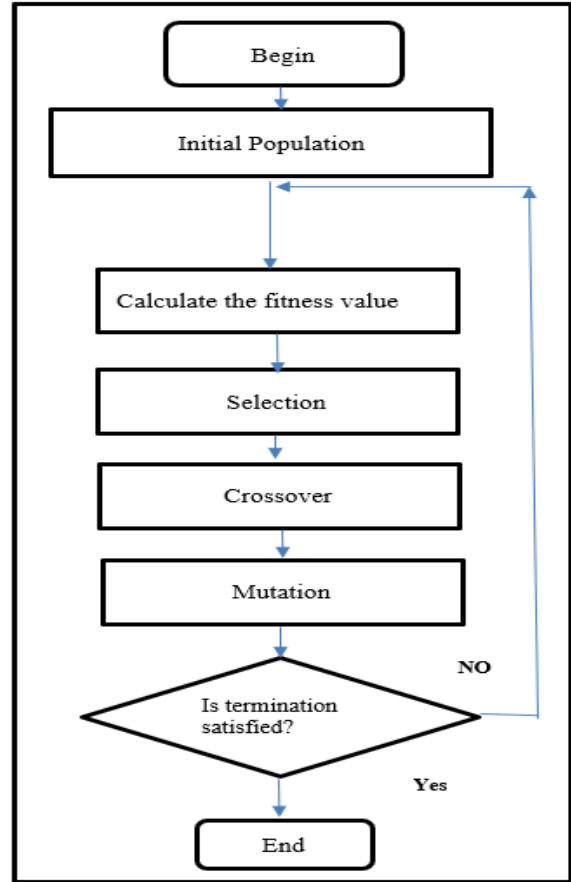 Begin
Initial Population
Calculate the fitness value
Selection
Crossover
Mutation
NO
Is termination
satisfied?
Yes
End